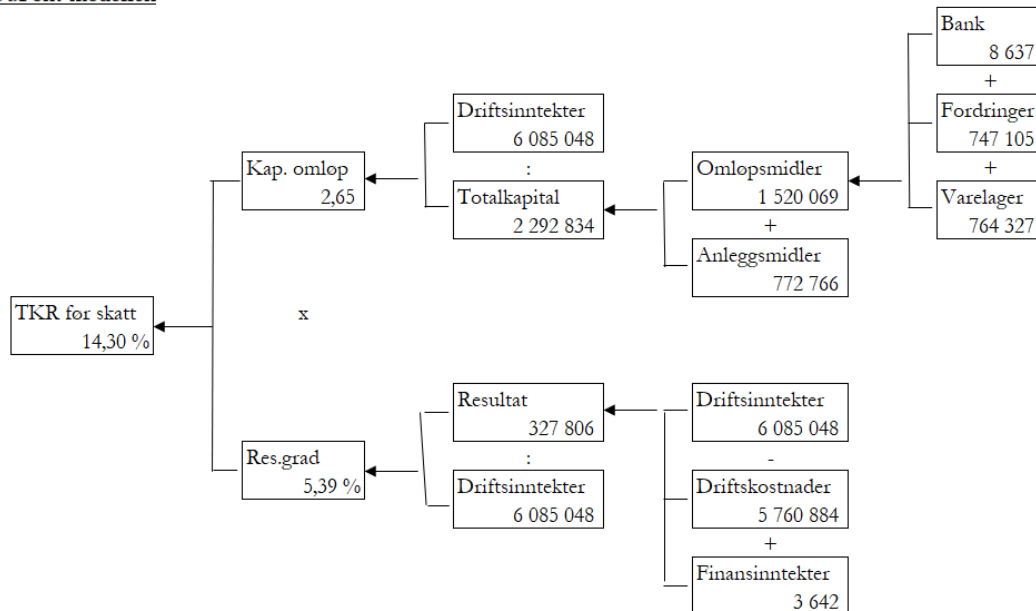 Bank
8 637
+
Driftsinntekter
6 085 048
Fordringer
747 105
:
+
Kap. omløp
2,65
Totalkapital
2 292 834
Omløpsmidler
1 520 069
Varelager
764 327
+
Anleggsmidler
772 766
TKR før skatt
14,30 %
x
Resultat
327 806
Driftsinntekter
6 085 048
:
-
Res.grad
5,39 %
Driftsinntekter
6 085 048
Driftskostnader
5 760 884
+
Finansinntekter
3 642